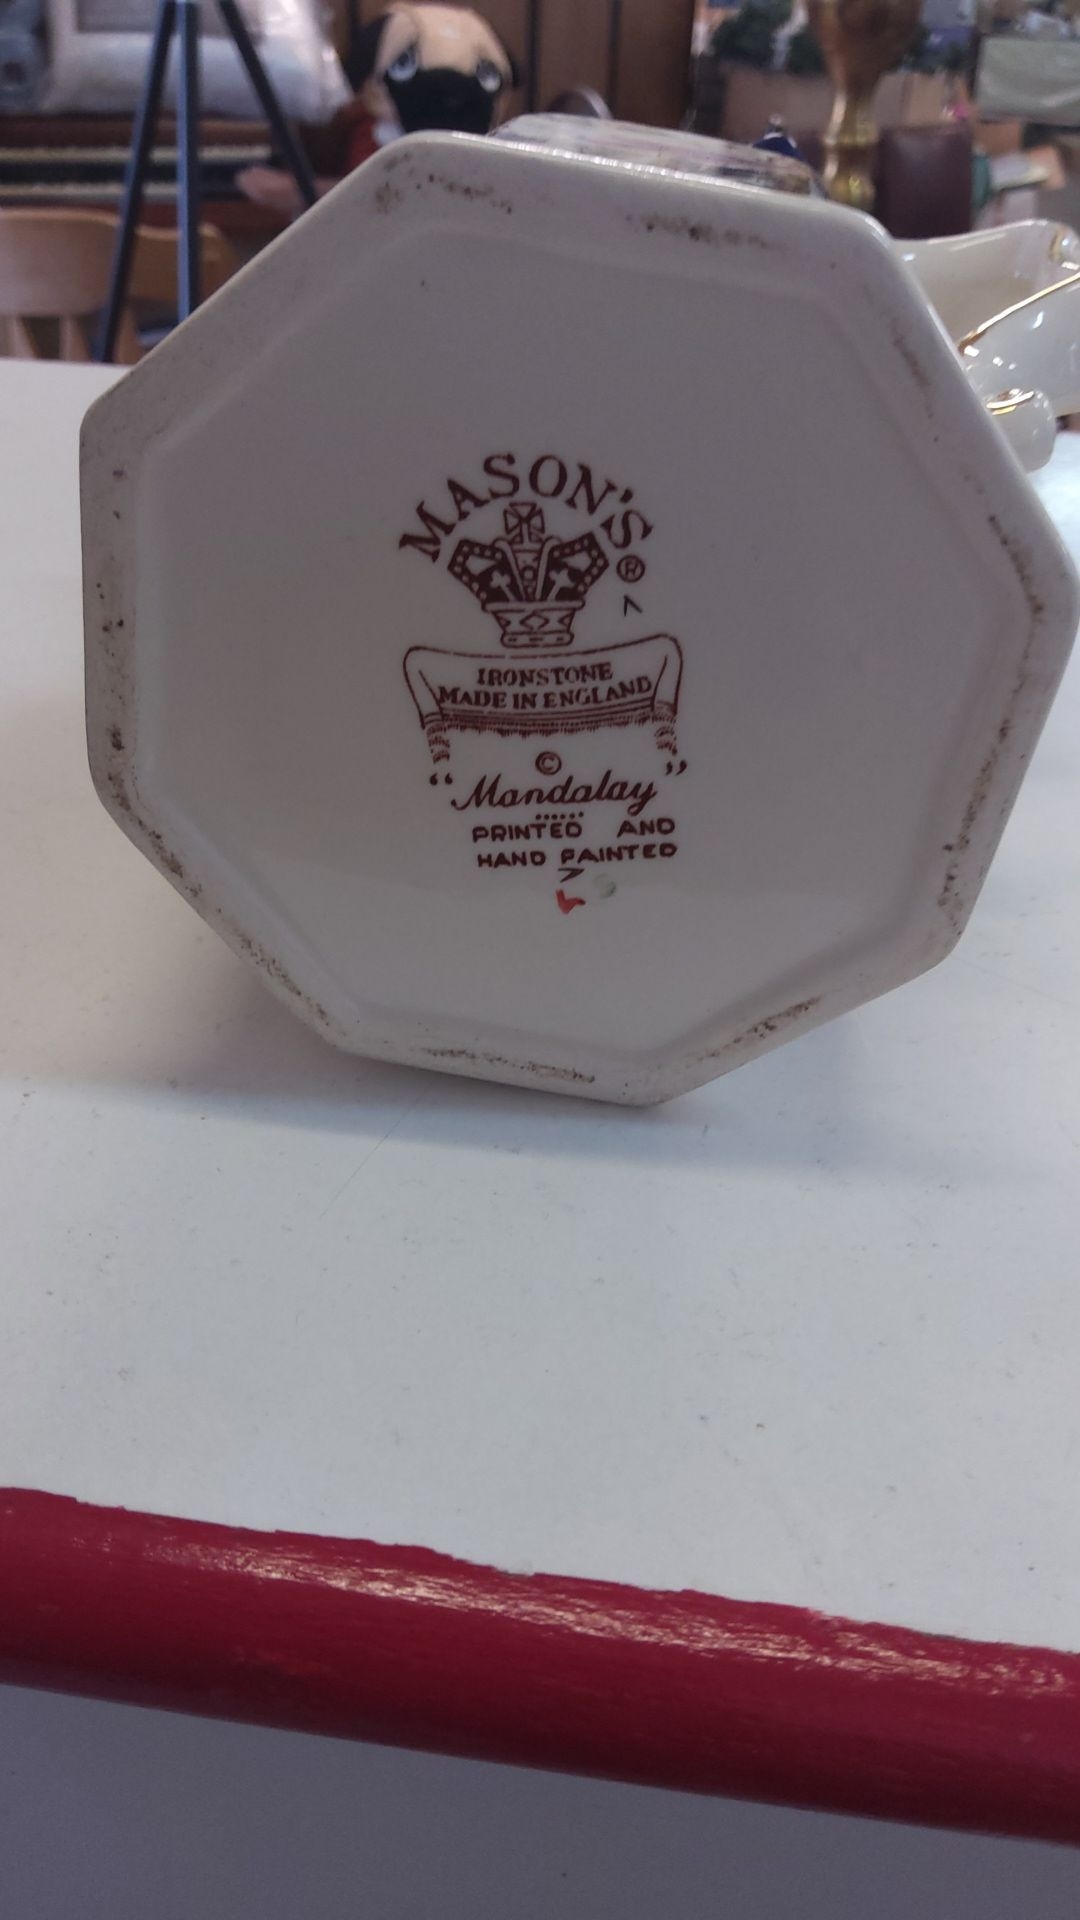 MASON'S ®
IRONSTONE
MADE IN ENGLAND
©
"Mandalay"
PRINTED AND
HAND PAINTED